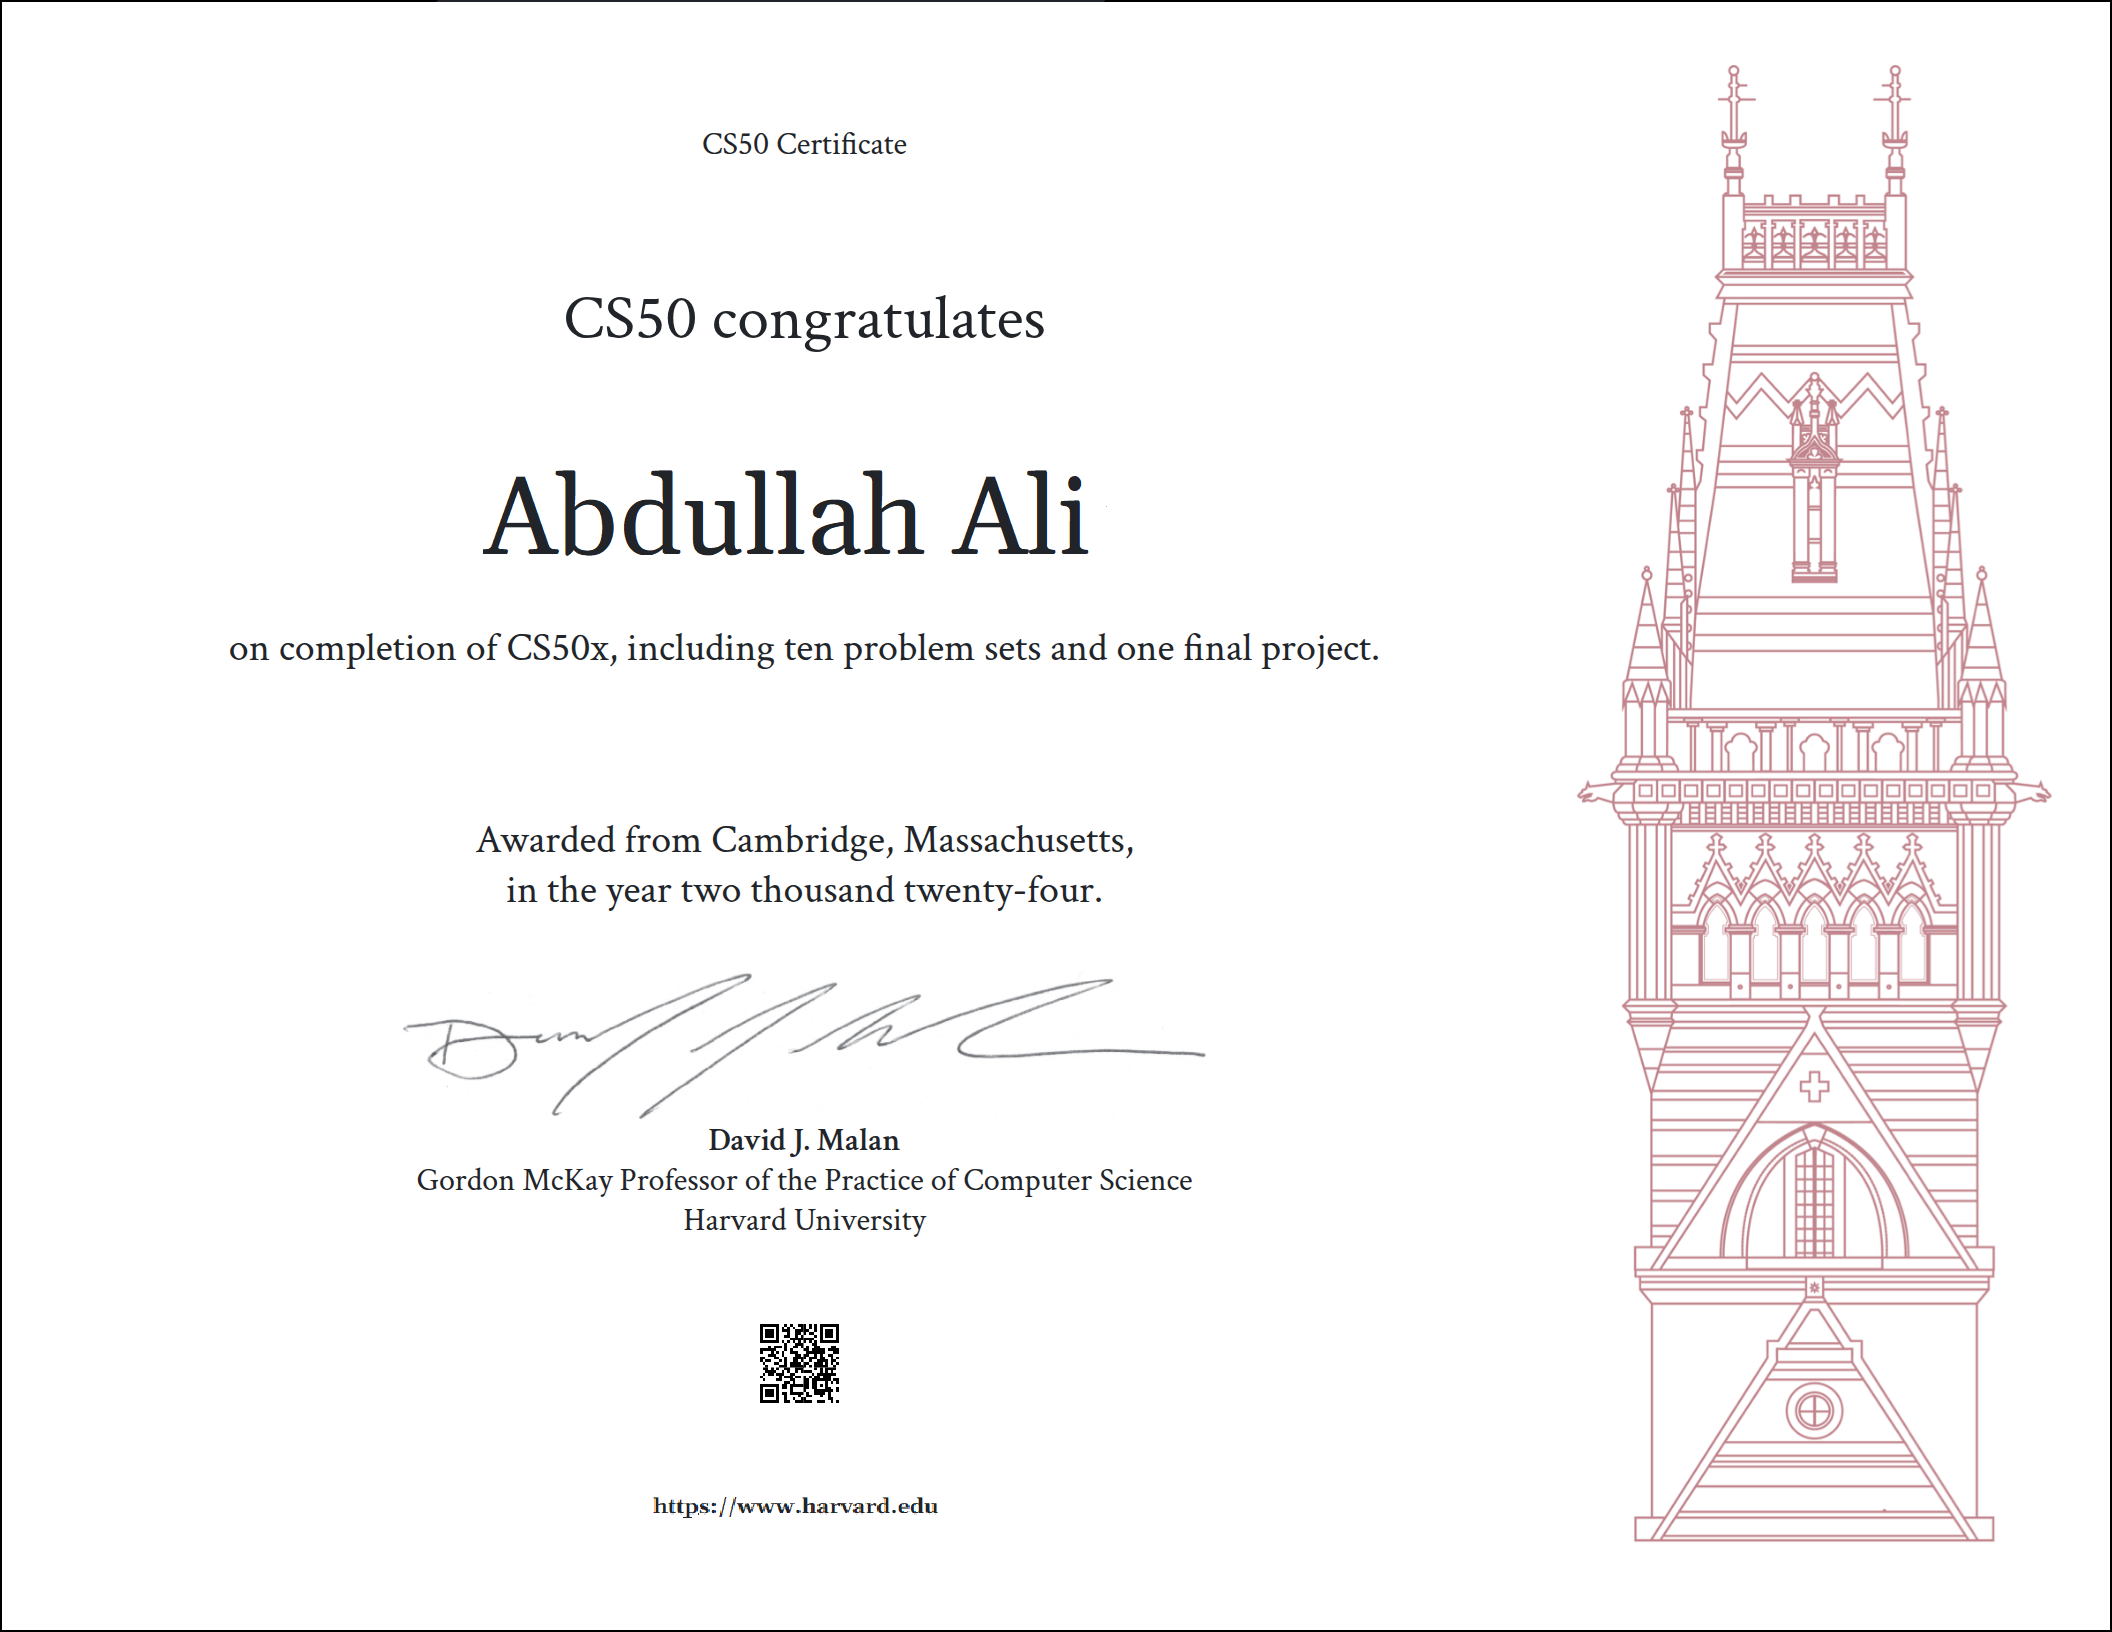 CS50 Certificate
CS50 congratulates
Abdullah Ali
on completion of CS50x, including ten problem sets and one final project.
Awarded from Cambridge, Massachusetts,
in the year two thousand twenty-four.
David J. Malan
Gordon McKay Professor of the Practice of Computer Science
Harvard University
https://www.harvard.edu